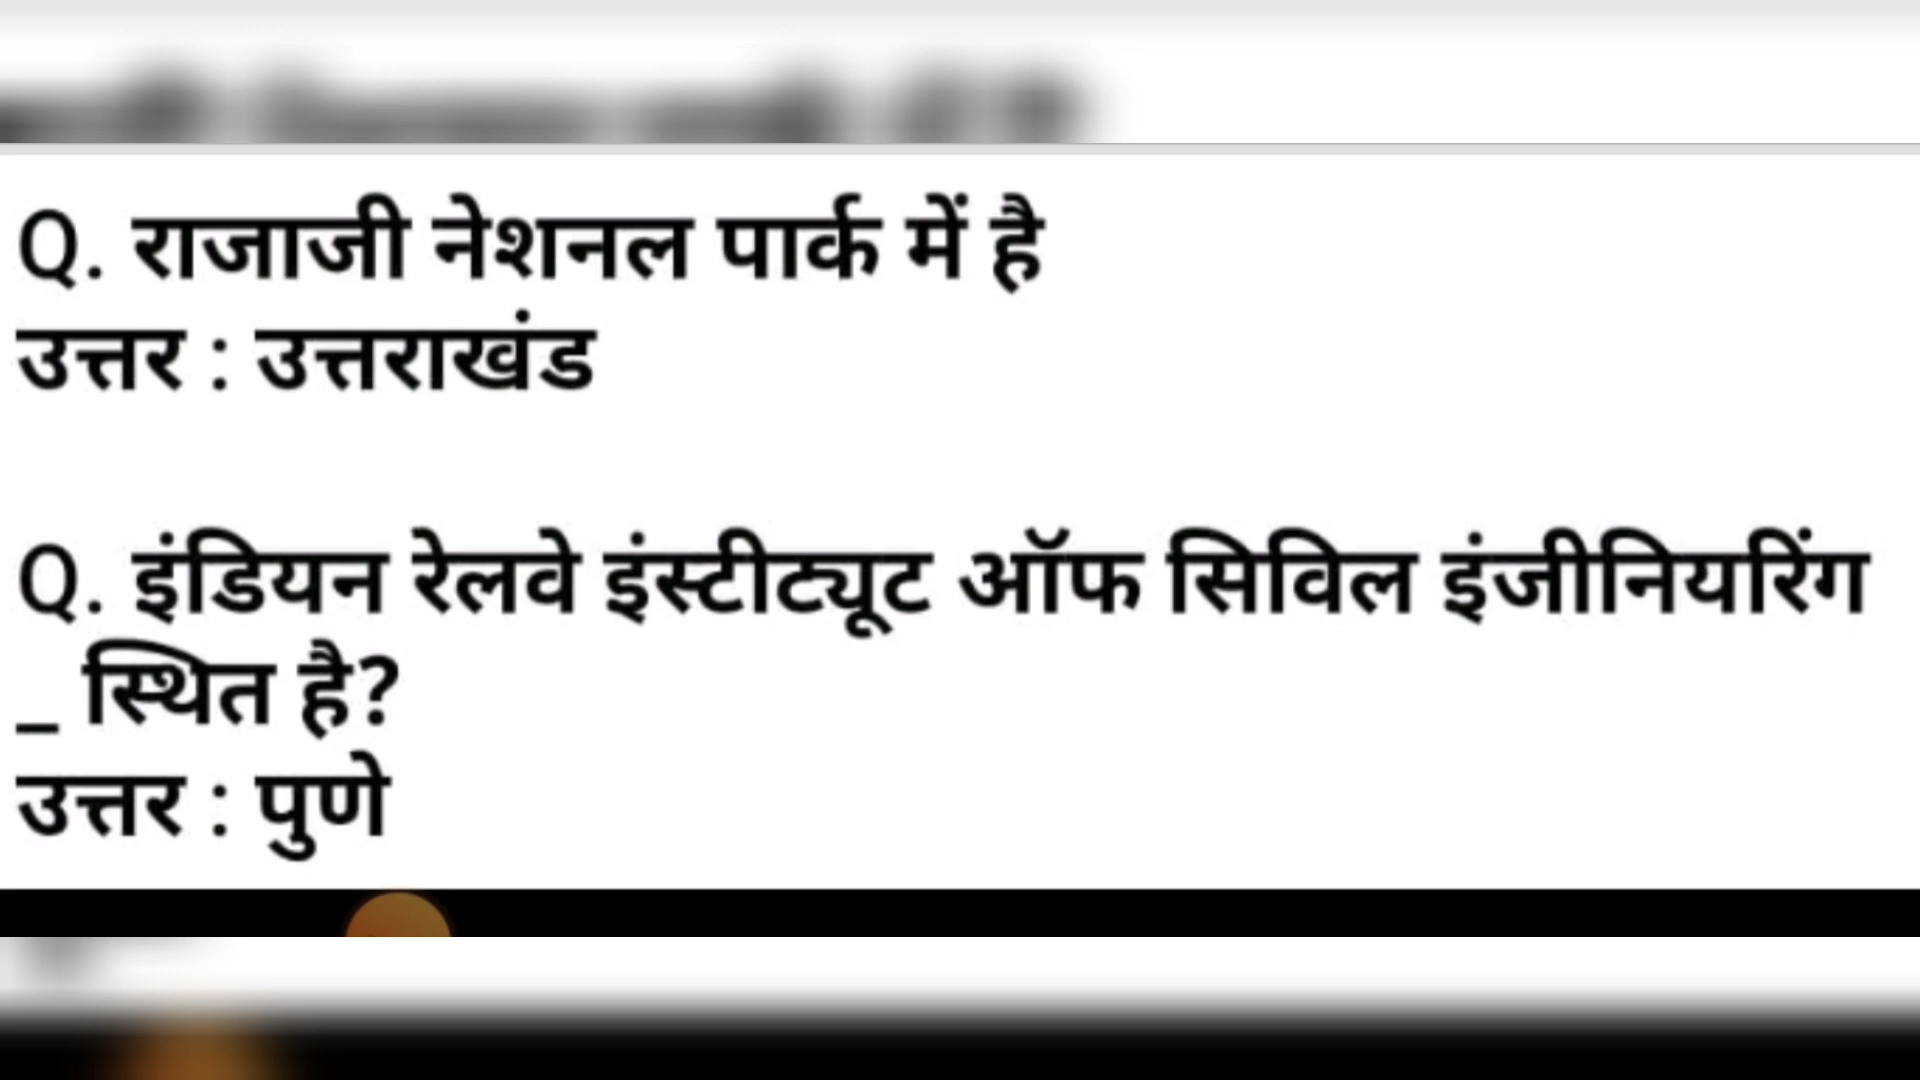 Q. राजाजी नेशनल पार्क में है
उत्तर : उत्तराखंड
Q. इंडियन रेलवे इंस्टीट्यूट ऑफ सिविल इंजीनियरिंग
_ स्थित है?
उत्तर : पुणे